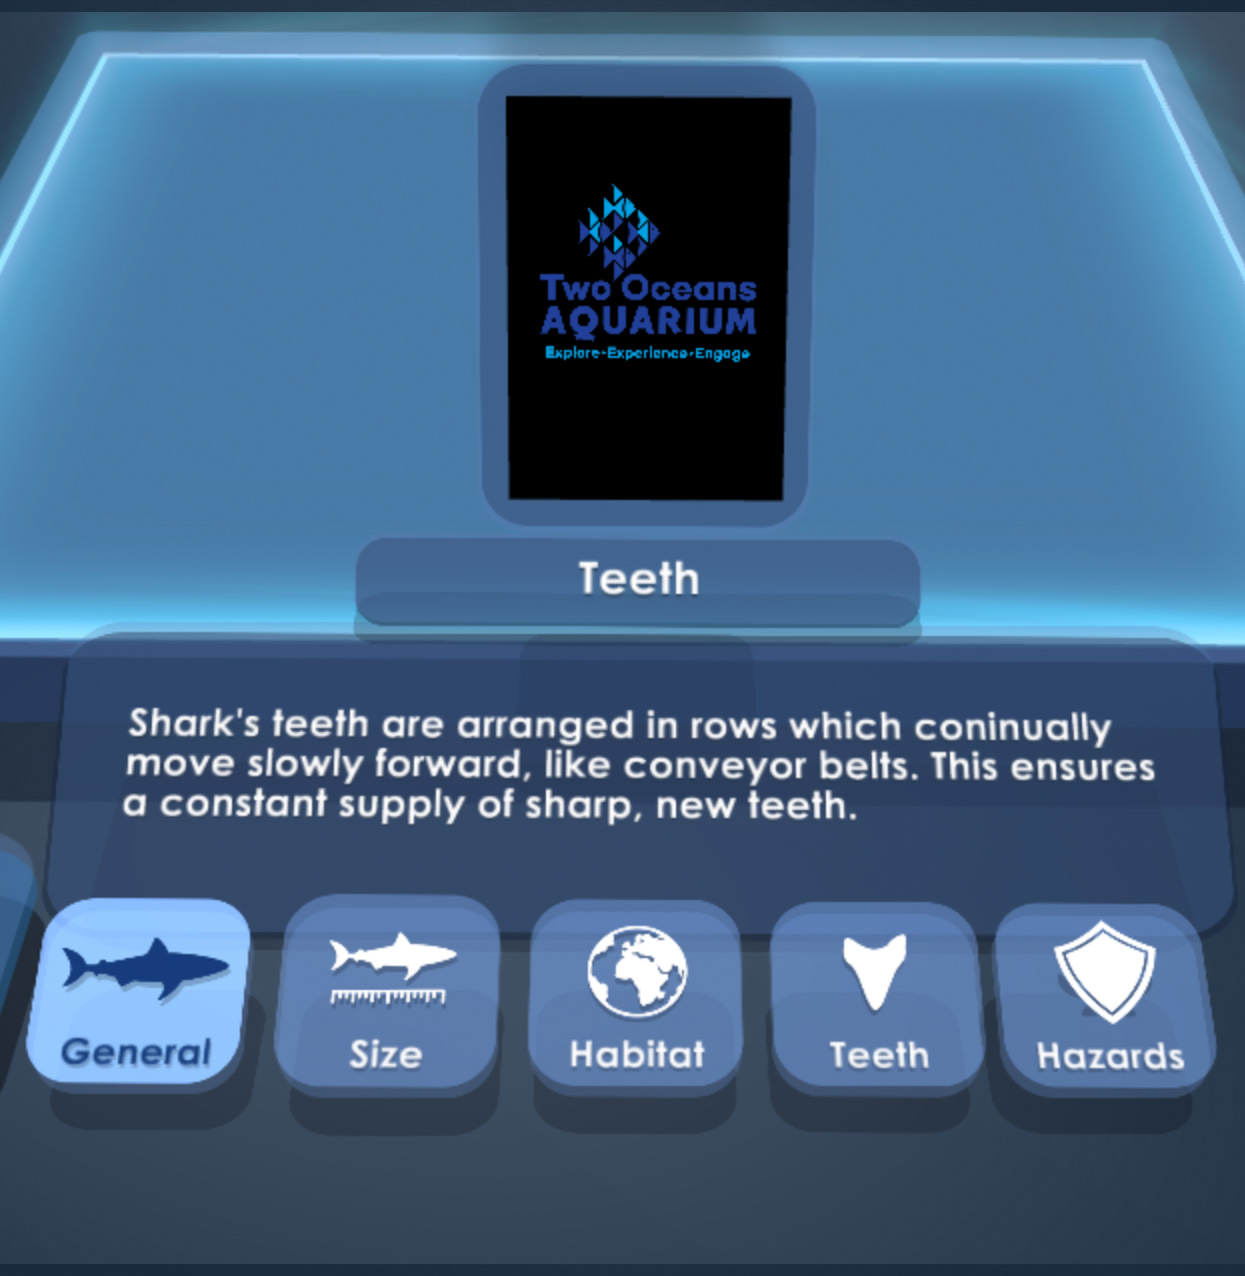 Two Oceans
AQUARIUM
Explore•Experience•Engage
Teeth
Shark's teeth are arranged in rows which coninually
move slowly forward, like conveyor belts. This ensures
a constant supply of sharp, new teeth.
General
Size
Habitat
Teeth
Hazards